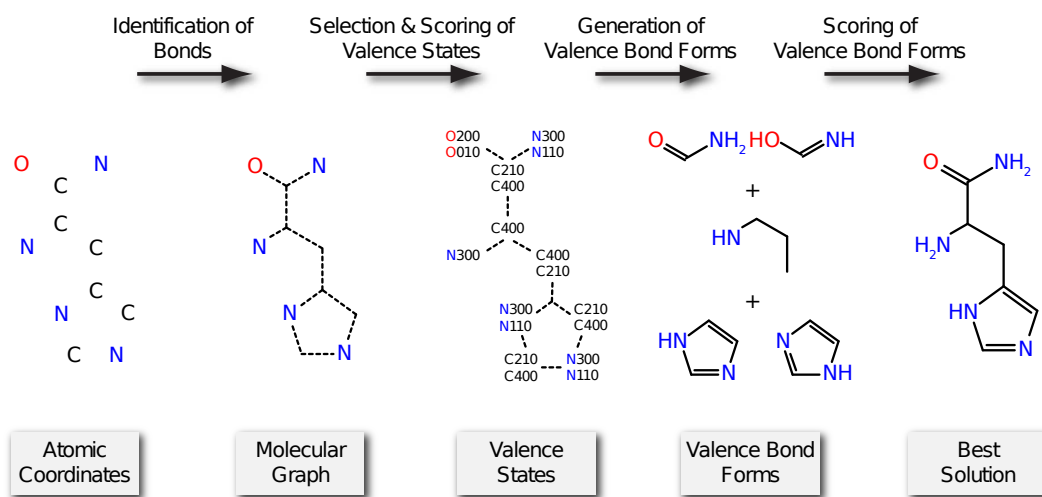 Identification of
Bonds
Selection & Scoring of
Valence States
Generation of
Valence Bond Forms
Scoring of
Valence Bond Forms
O N
C
C
N C
C
N C
C N
O N
N
N
N
O200 N300
O010 N110
C210
C400
C400
N300 C400
C210
N300 C210
N110 C400
C210 N300
C400 N110
O NH2 HO NH
+
HN
+
HN N
N NH
O NH2
H2N
HN
N
Atomic
Coordinates
Molecular
Graph
Valence
States
Valence Bond
Forms
Best
Solution